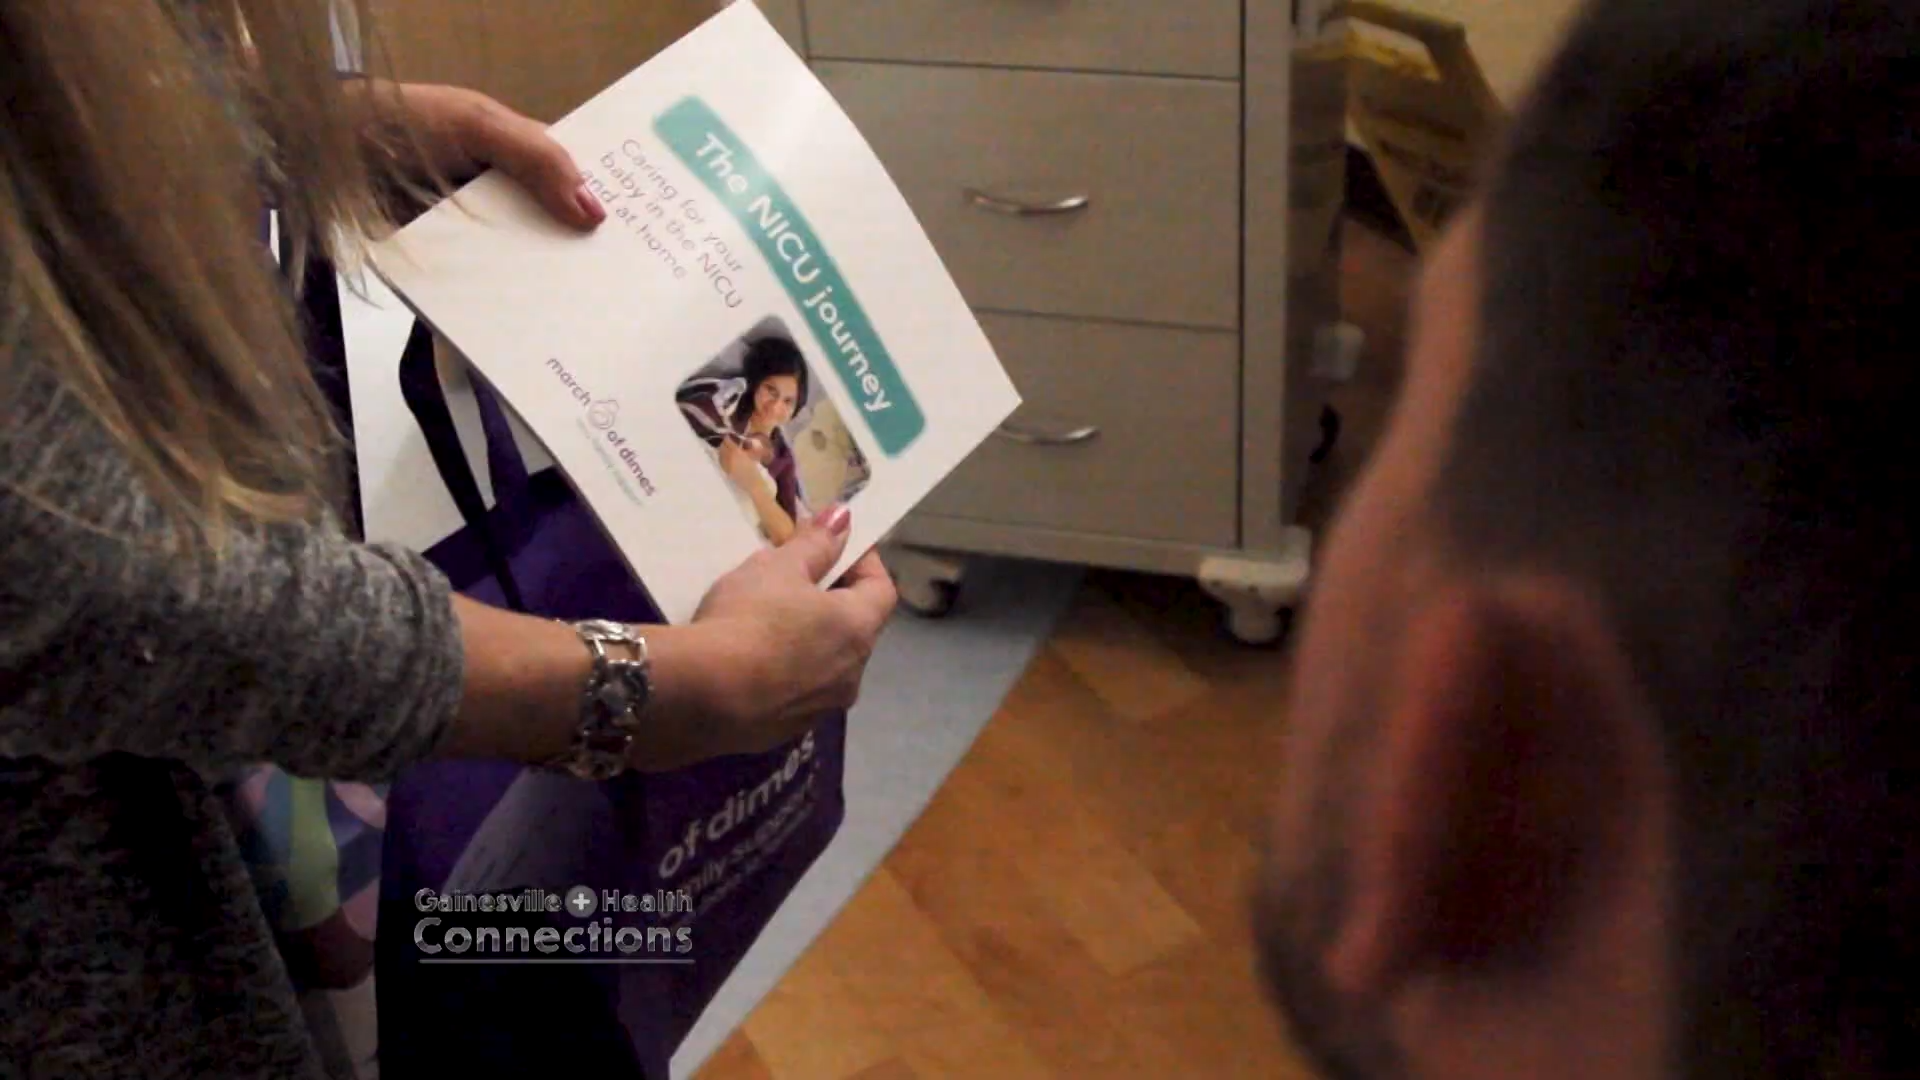 The NICU journey
Caring for your
baby in the NICU
and at home
march of dimes
of dimes
Gainesville + Health
Connections